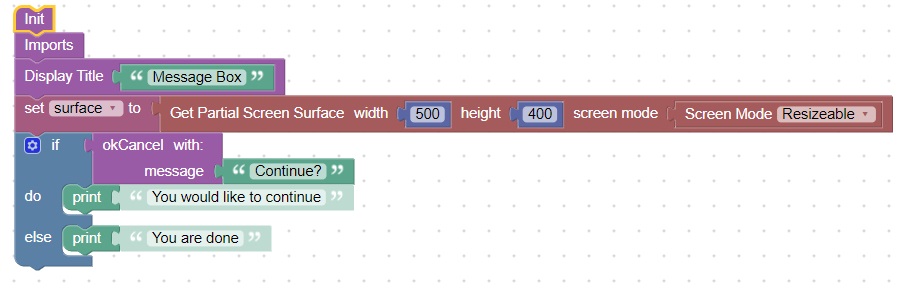 Init
Imports
Display Title “ Message Box ”
set surface ▾ to Get Partial Screen Surface width 500 height 400 screen mode Screen Mode Resizeable ▾
if okCancel with:
message “ Continue? ”
do print “ You would like to continue ”
else print “ You are done ”